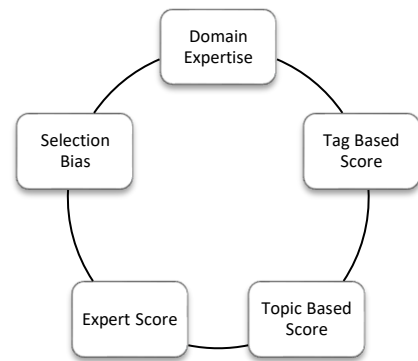 Domain
Expertise
Tag Based
Score
Topic Based
Score
Expert Score
Selection
Bias